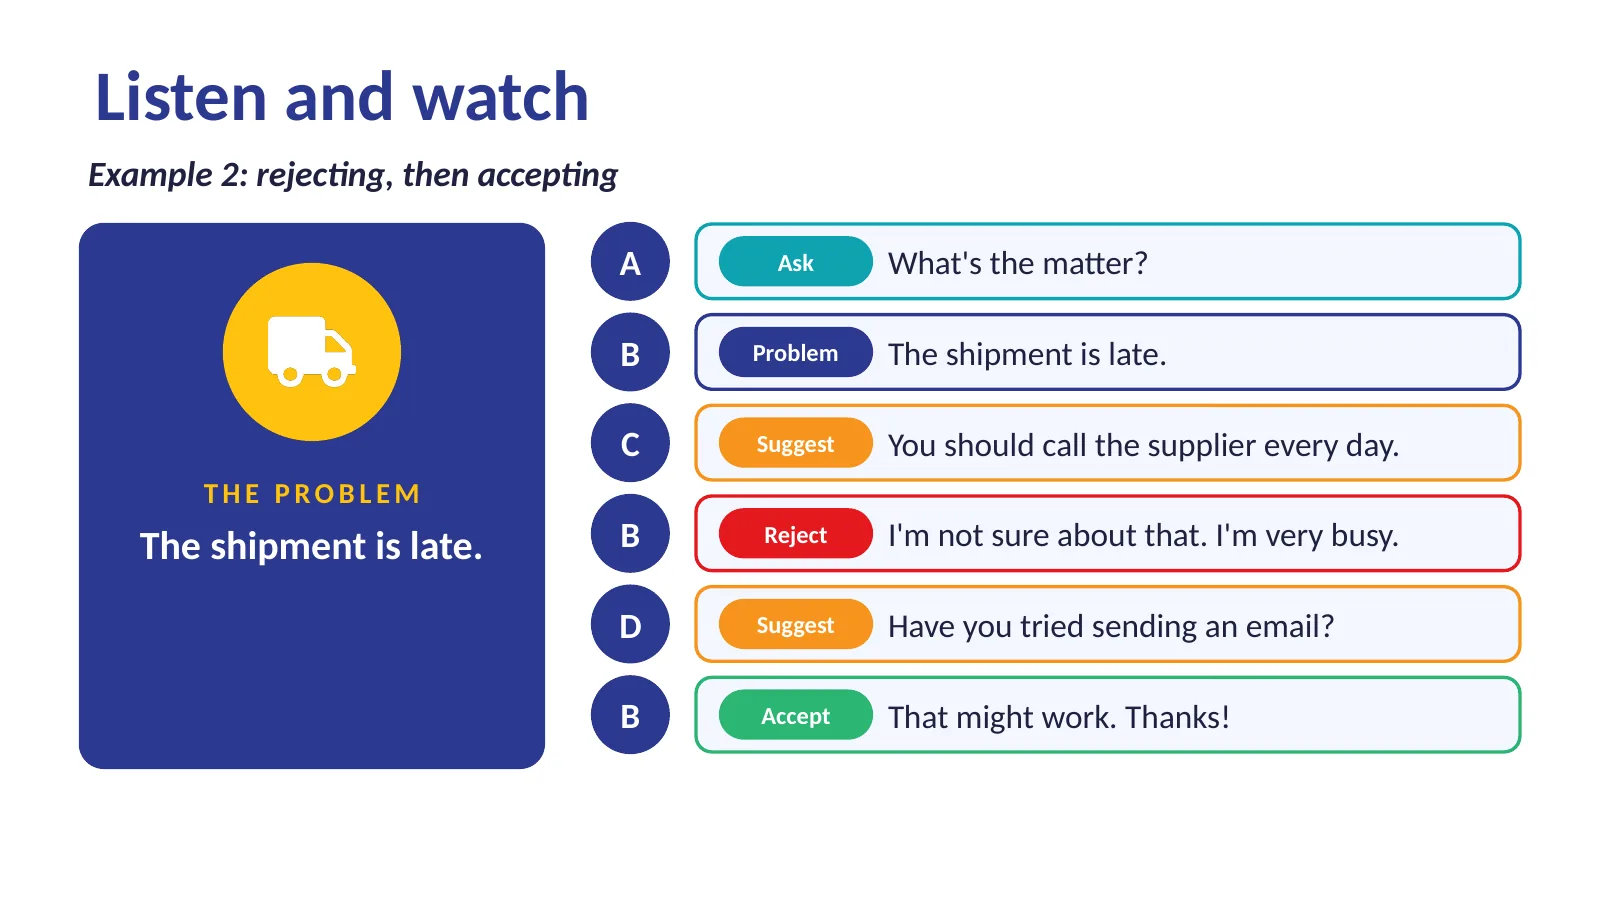 Listen and watch
Example 2: rejecting, then accepting
THE PROBLEM
The shipment is late.
A Ask What's the matter?
B Problem The shipment is late.
C Suggest You should call the supplier every day.
B Reject I'm not sure about that. I'm very busy.
D Suggest Have you tried sending an email?
B Accept That might work. Thanks!